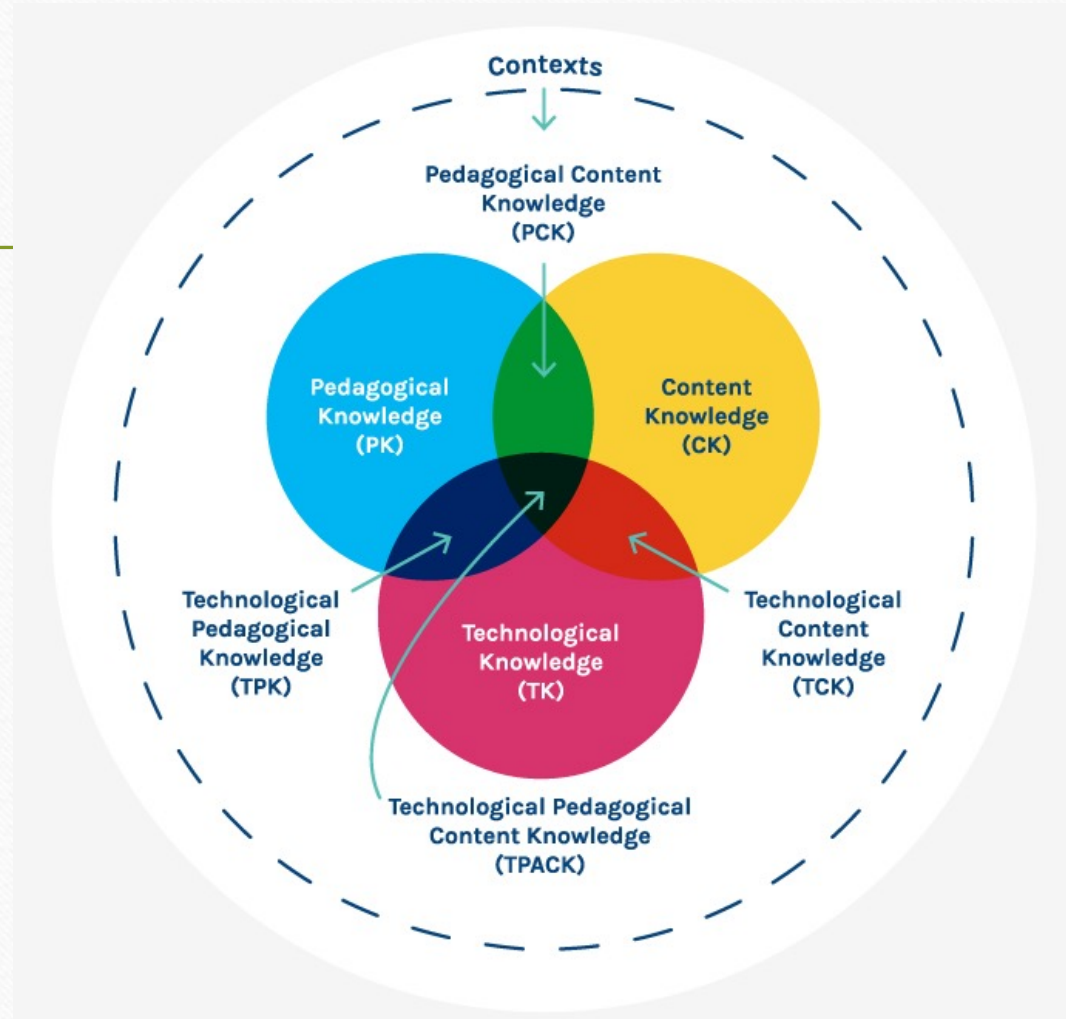 Contexts
Pedagogical Content
Knowledge
(PCK)
Pedagogical
Knowledge
(PK)
Content
Knowledge
(CK)
Technological
Pedagogical
Knowledge
(TPK)
Technological
Knowledge
(TK)
Technological
Content
Knowledge
(TCK)
Technological Pedagogical
Content Knowledge
(TPACK)